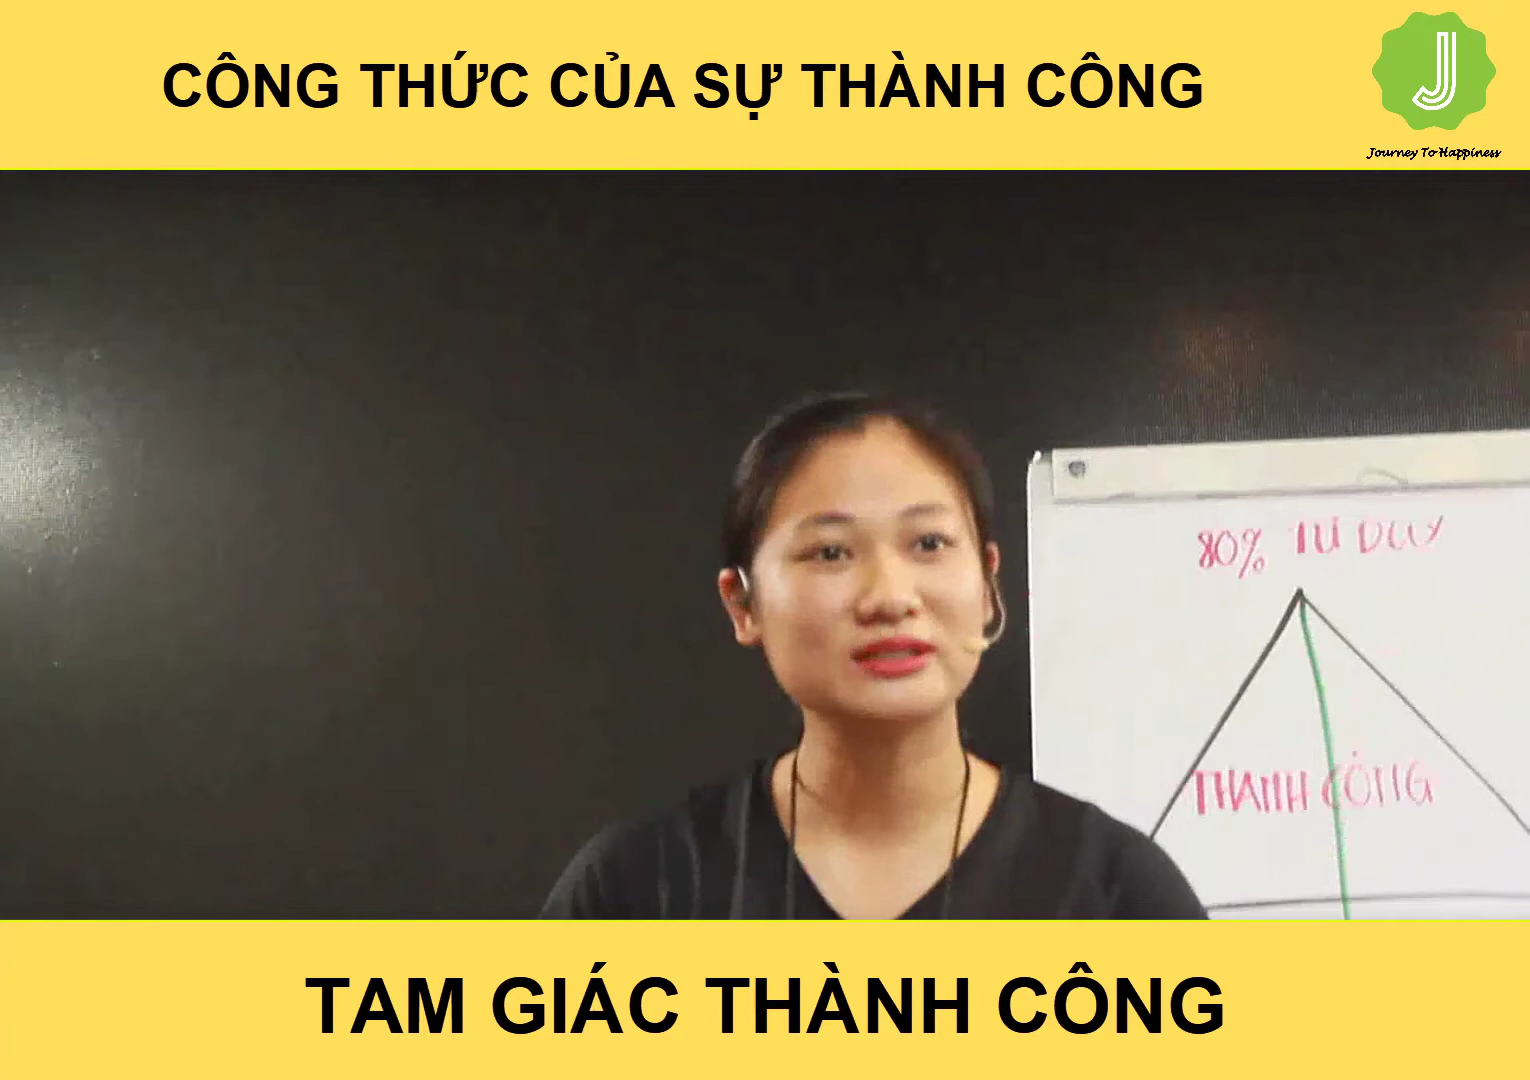 CÔNG THỨC CỦA SỰ THÀNH CÔNG
Journey To Happiness
80% TƯ DUY
THÀNH CÔNG
TAM GIÁC THÀNH CÔNG